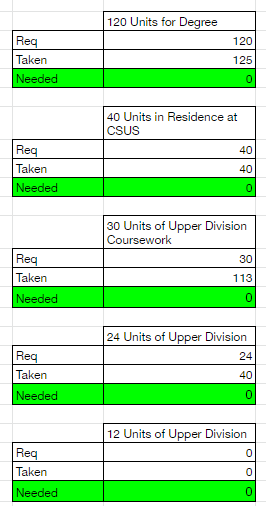 120 Units for Degree
Req 120
Taken 125
Needed 0
40 Units in Residence at
CSUS
Req 40
Taken 40
Needed 0
30 Units of Upper Division
Coursework
Req 30
Taken 113
Needed 0
24 Units of Upper Division
Req 24
Taken 40
Needed 0
12 Units of Upper Division
Req 0
Taken 0
Needed 0